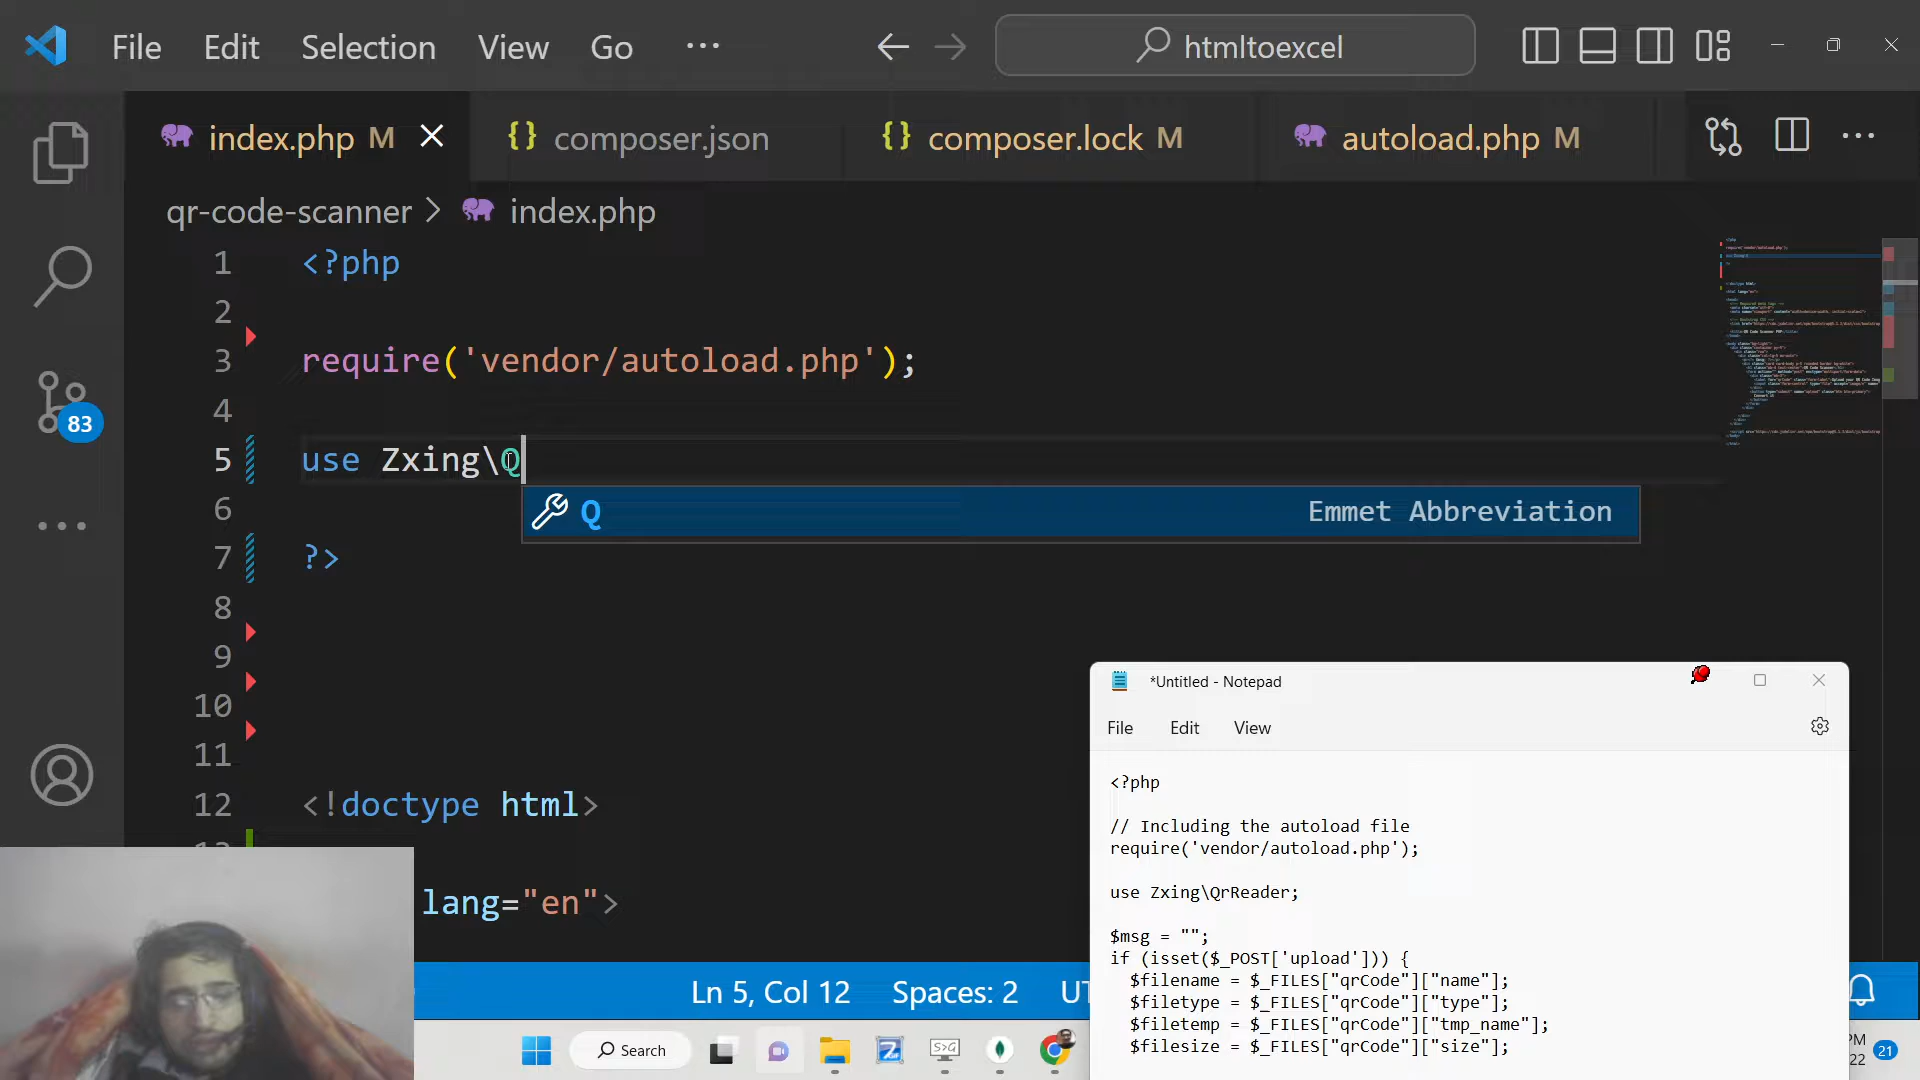 File Edit Selection View Go ... htmltoexcel
index.php M composer.json composer.lock M autoload.php M
qr-code-scanner > index.php
1 <?php
2
3 require('vendor/autoload.php');
4
5 use Zxing\Q
Q Emmet Abbreviation
6
7 ?>
8
9
10
11
12 <!doctype html>
lang="en">
83
*Untitled - Notepad
File Edit View
<?php
// Including the autoload file
require('vendor/autoload.php');
use Zxing\QrReader;
$msg = "";
if (isset($_POST['upload'])) {
$filename = $_FILES["qrCode"]["name"];
$filetype = $_FILES["qrCode"]["type"];
$filetemp = $_FILES["qrCode"]["tmp_name"];
$filesize = $_FILES["qrCode"]["size"];
Ln 5, Col 12 Spaces: 2
Search
PM
22 21